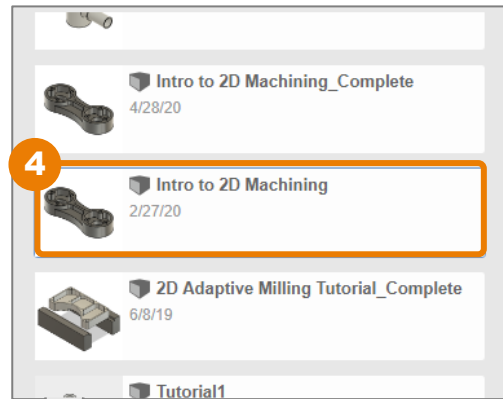 Intro to 2D Machining_Complete
4/28/20
4
Intro to 2D Machining
2/27/20
2D Adaptive Milling Tutorial_Complete
6/8/19
Tutorial1